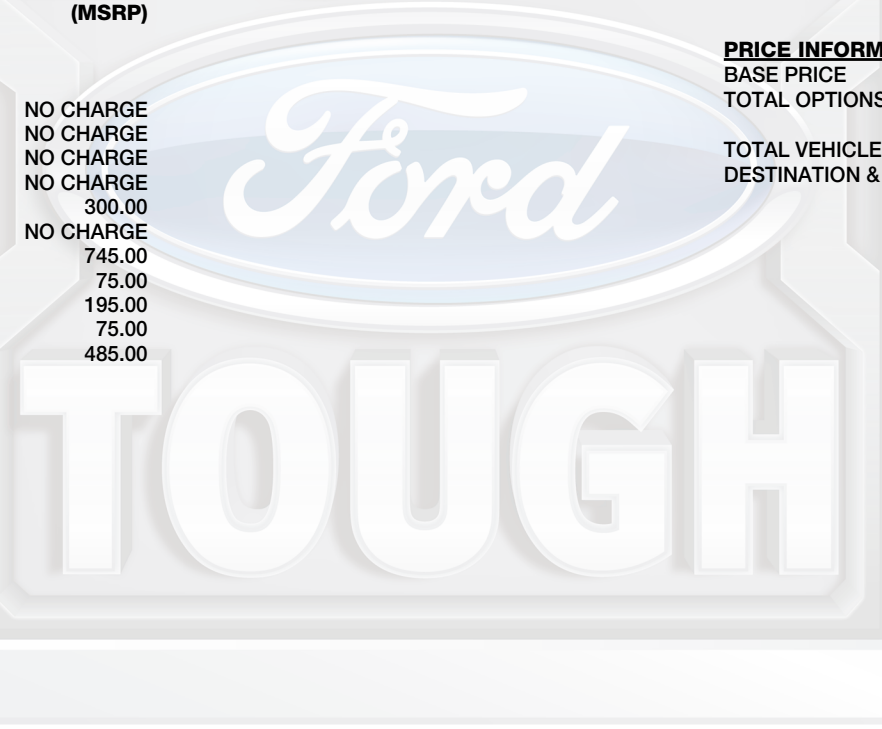 (MSRP)
NO CHARGE
NO CHARGE
NO CHARGE
NO CHARGE
300.00
NO CHARGE
745.00
75.00
195.00
75.00
485.00
PRICE INFORM
BASE PRICE
TOTAL OPTIONS
TOTAL VEHICLE
DESTINATION &
Ford
TOUGH